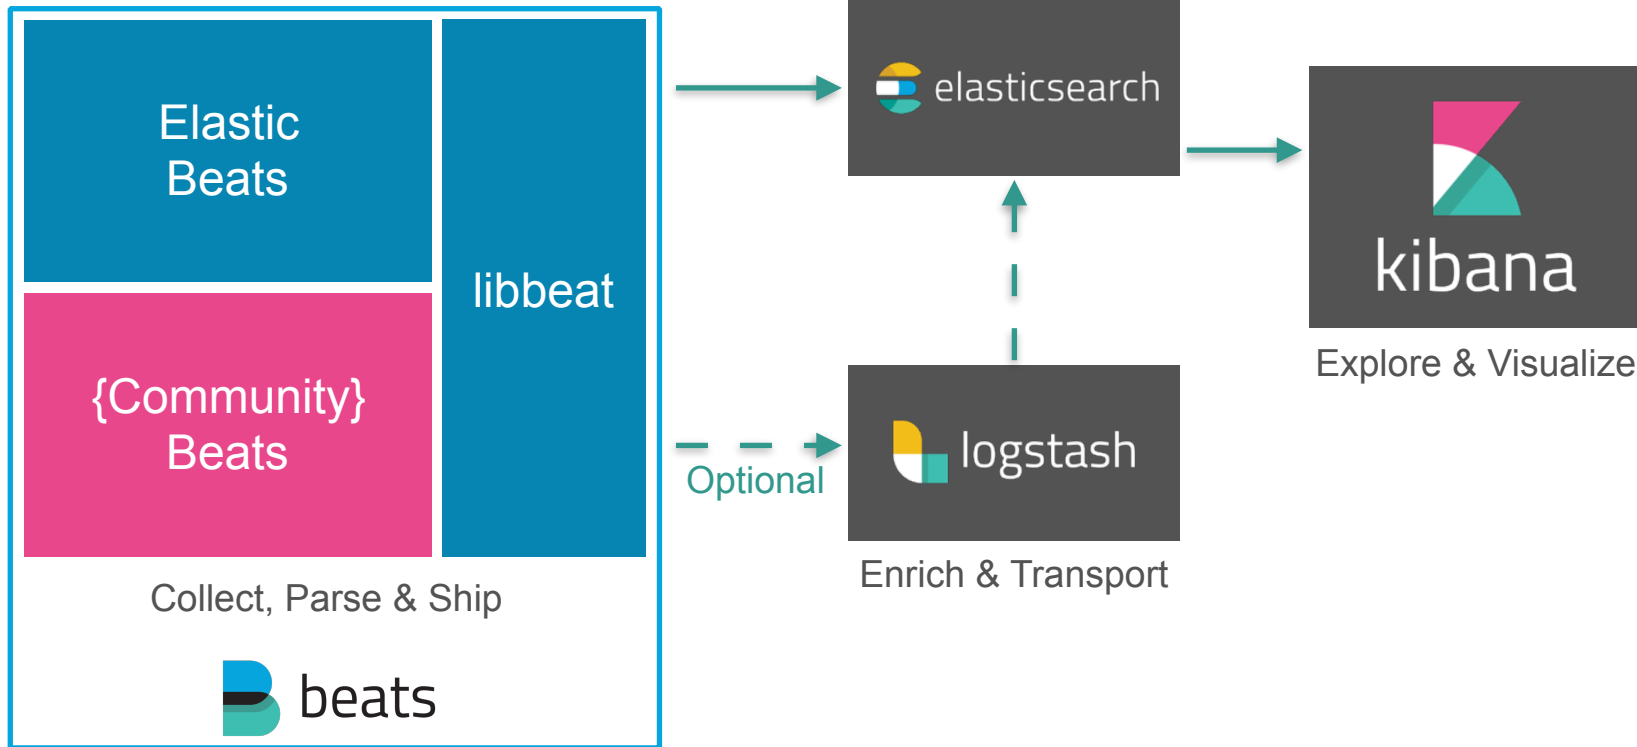 Elastic
Beats
{Community}
Beats
libbeat
Collect, Parse & Ship
beats
elasticsearch
Optional
logstash
Enrich & Transport
kibana
Explore & Visualize